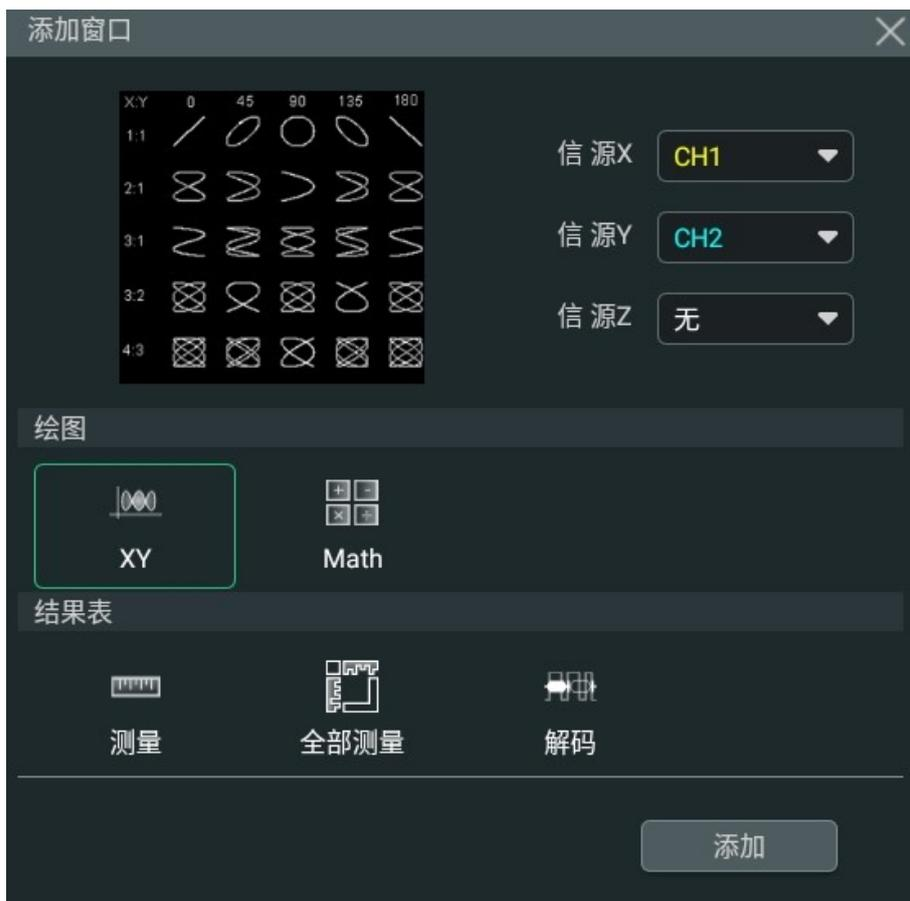 添加窗口
X:Y 0 45 90 135 180
1:1
2:1
3:1
3:2
4:3
信 源X CH1
信 源Y CH2
信 源Z 无
绘图
XY Math
结果表
测量 全部测量 解码
添加